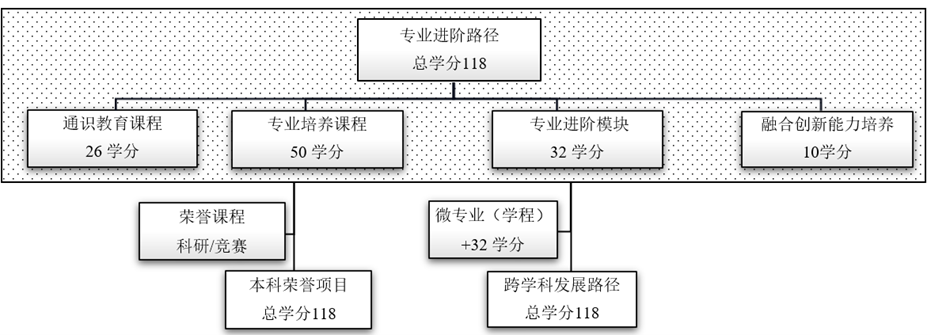 专业进阶路径
总学分118
通识教育课程
26 学分
专业培养课程
50 学分
专业进阶模块
32 学分
融合创新能力培养
10学分
荣誉课程
科研/竞赛
微专业（学程）
+32 学分
本科荣誉项目
总学分118
跨学科发展路径
总学分118